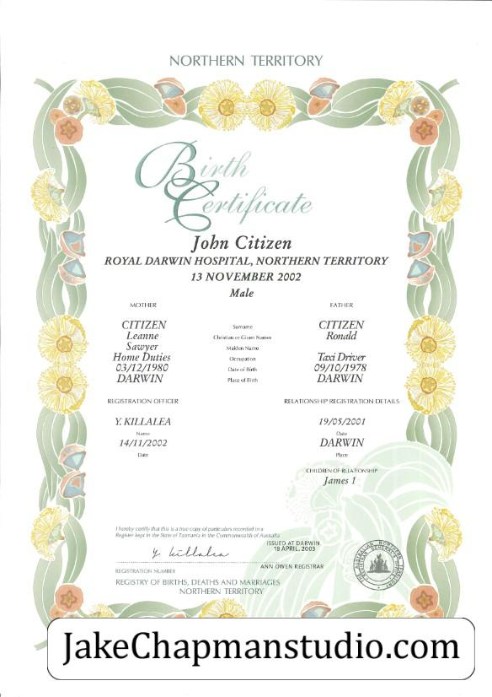 NORTHERN TERRITORY
Birth
Certificate
John Citizen
ROYAL DARWIN HOSPITAL, NORTHERN TERRITORY
13 NOVEMBER 2002
Male
MOTHER FATHER
CITIZEN Surname CITIZEN
Leanne Christian or Given Names Ronald
Sawyer Maiden Name
Home Duties Occupation Taxi Driver
03/12/1980 Date of Birth 09/10/1978
DARWIN Place of Birth DARWIN
REGISTRATION OFFICER RELATIONSHIP REGISTRATION DETAILS
Y. KILLALEA 19/05/2001
Name Date
14/11/2002 DARWIN
Date Place
CHILDREN OF RELATIONSHIP
James 1
I hereby certify that this is a true copy of particulars recorded in a
Register kept in the State of Tasmania in the Commonwealth of Australia
y. killalea
ISSUED AT DARWIN
18 APRIL, 2003
ANN OWEN REGISTRAR
REGISTRATION NUMBER
REGISTRY OF BIRTHS, DEATHS AND MARRIAGES
NORTHERN TERRITORY
JakeChapmanstudio.com